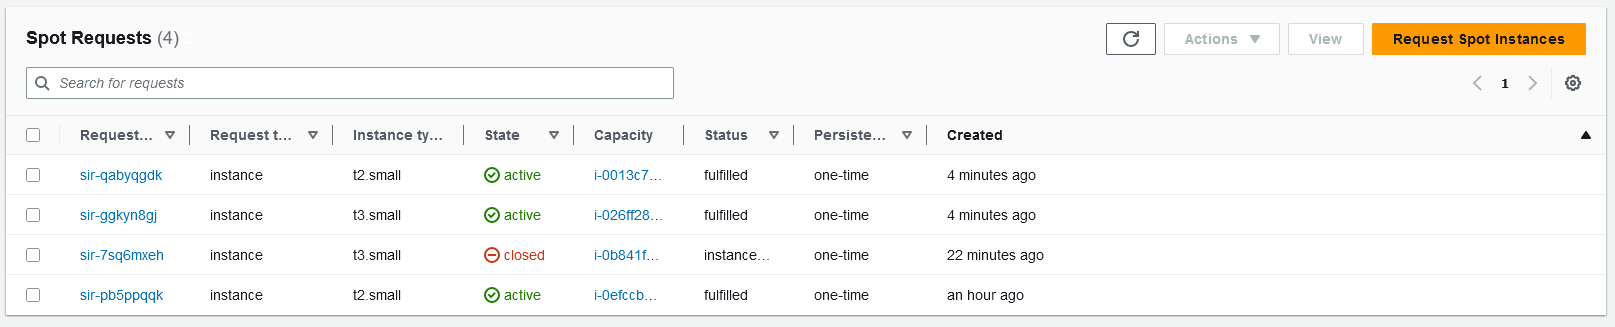 Spot Requests (4)
Actions
View
Request Spot Instances
Search for requests
1
Request... Request t... Instance ty... State Capacity Status Persiste... Created
sir-qabyqgdk instance t2.small active i-0013c7... fulfilled one-time 4 minutes ago
sir-ggkyn8gj instance t3.small active i-026ff28... fulfilled one-time 4 minutes ago
sir-7sq6mxeh instance t3.small closed i-0b841f... instance... one-time 22 minutes ago
sir-pb5ppqqk instance t2.small active i-0efccb... fulfilled one-time an hour ago